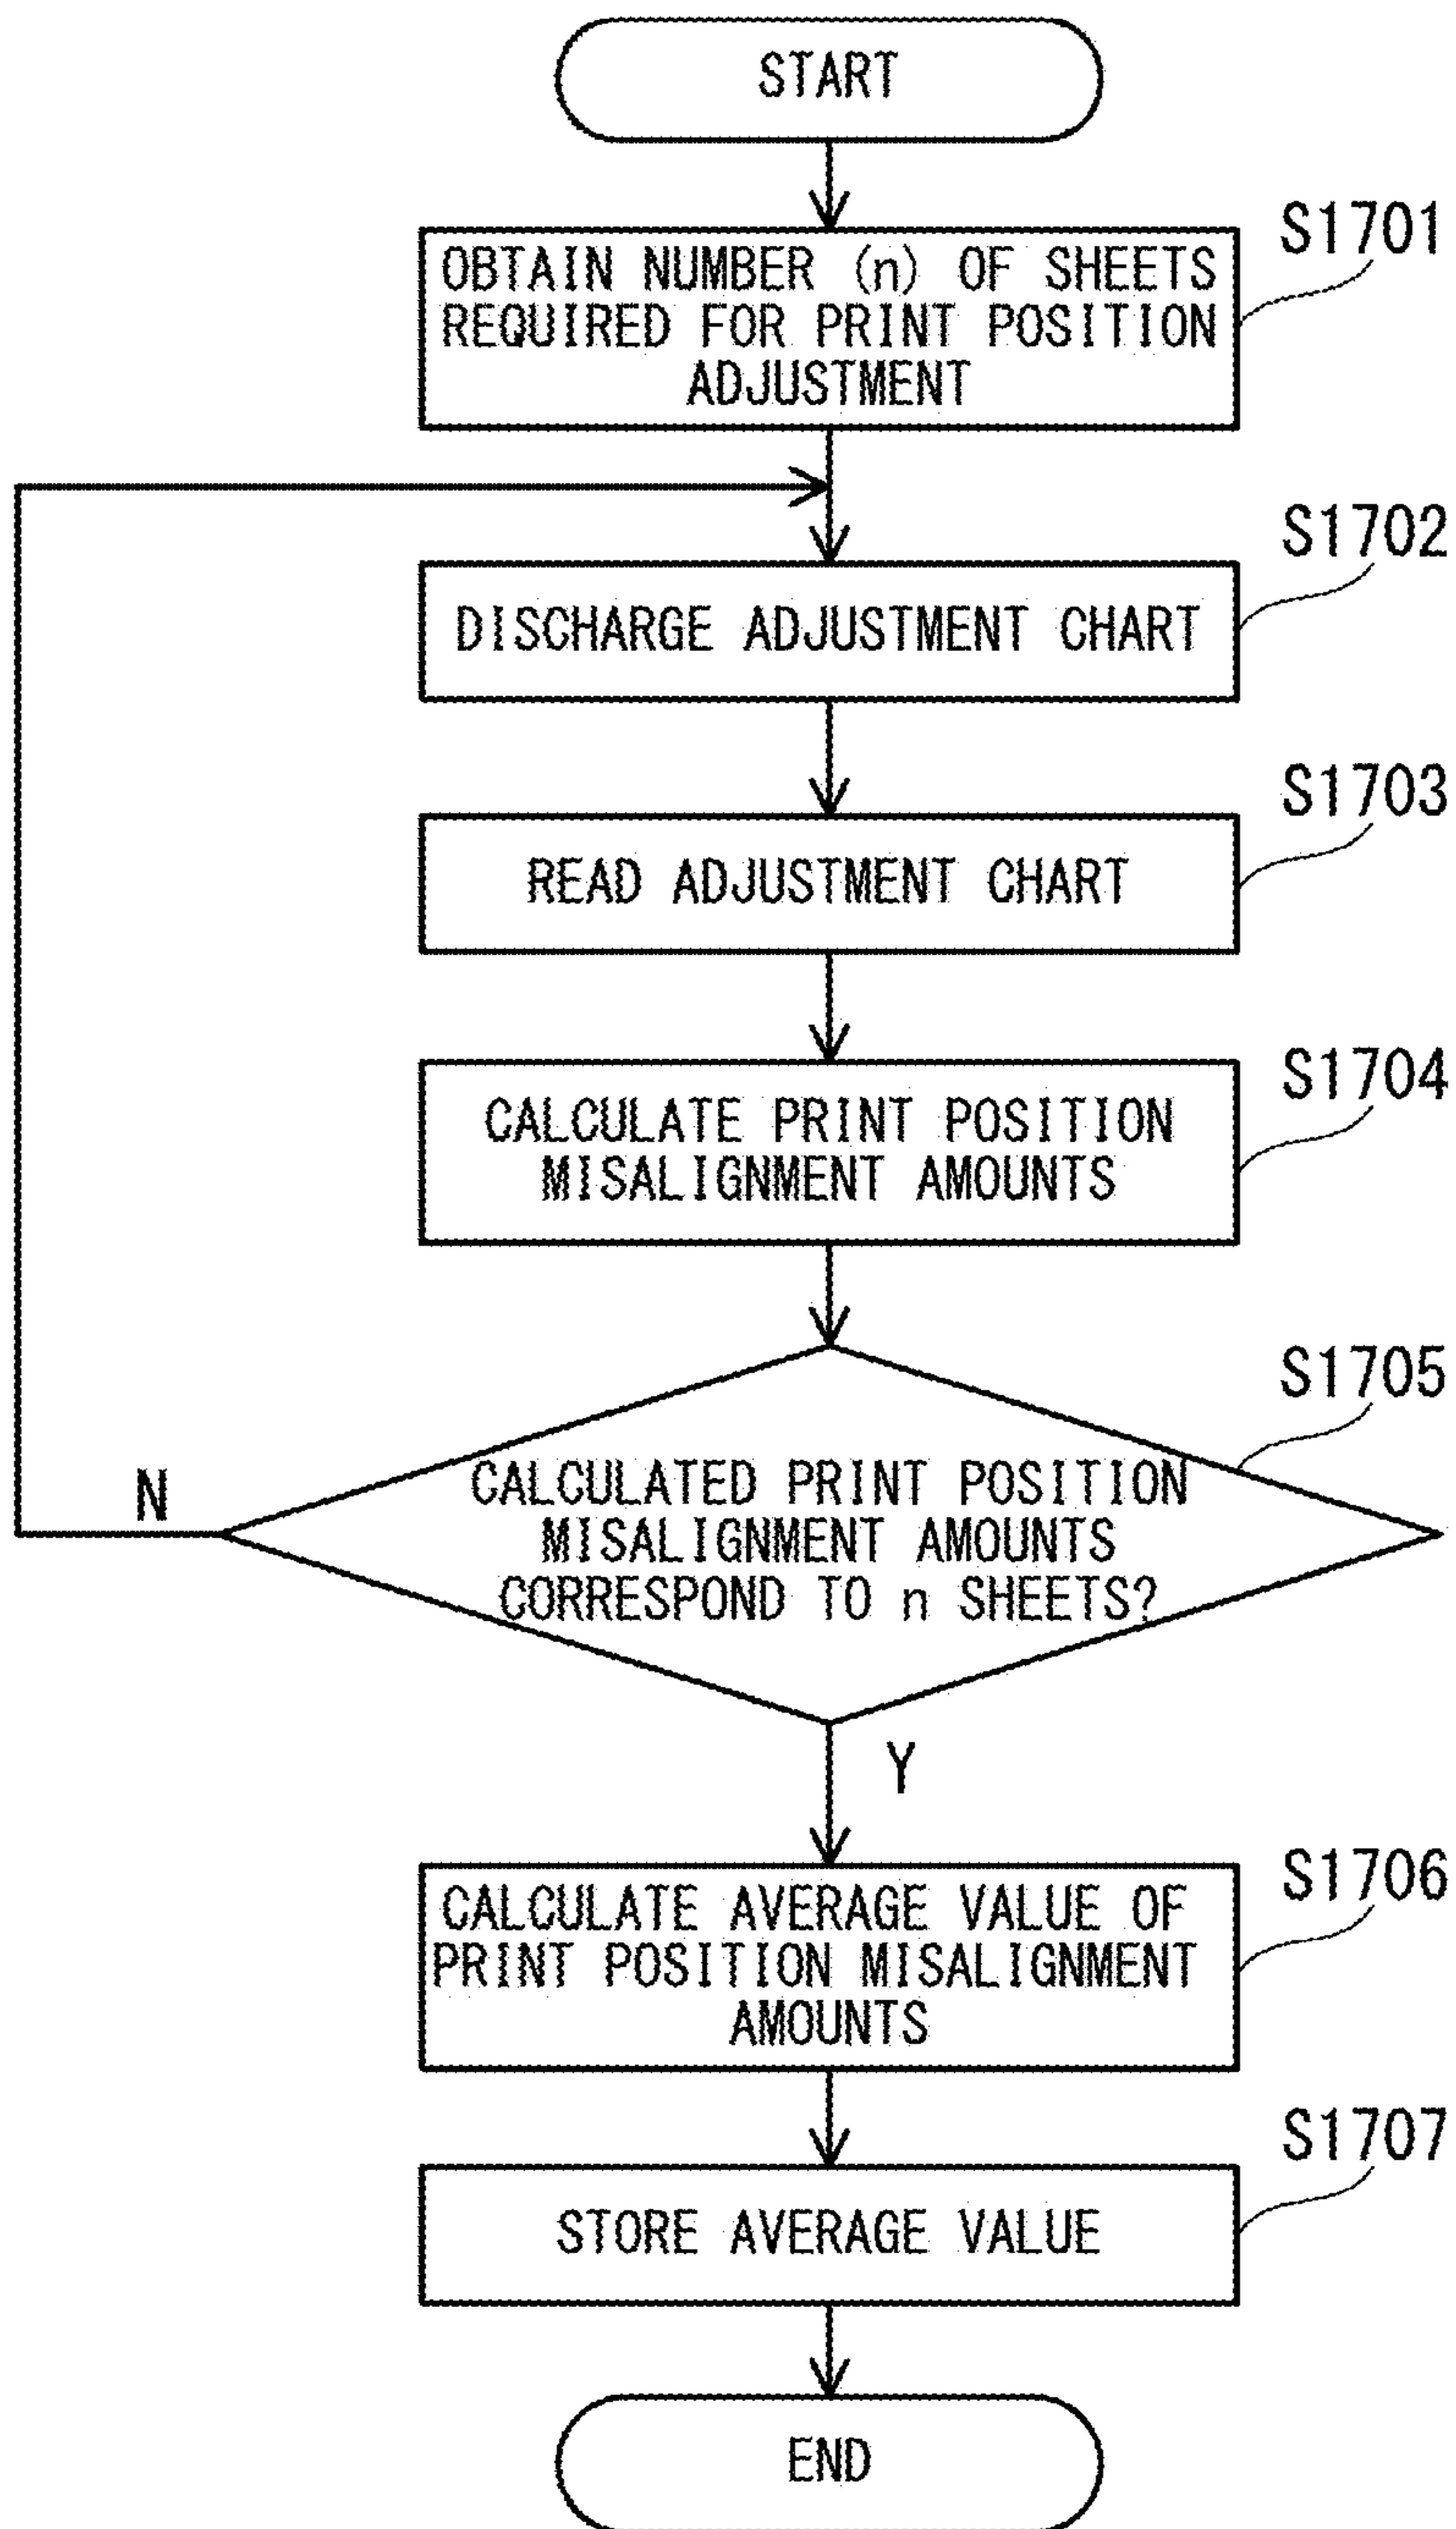 START
S1701
OBTAIN NUMBER (n) OF SHEETS
REQUIRED FOR PRINT POSITION
ADJUSTMENT
S1702
DISCHARGE ADJUSTMENT CHART
S1703
READ ADJUSTMENT CHART
S1704
CALCULATE PRINT POSITION
MISALIGNMENT AMOUNTS
S1705
N
CALCULATED PRINT POSITION
MISALIGNMENT AMOUNTS
CORRESPOND TO n SHEETS?
Y
S1706
CALCULATE AVERAGE VALUE OF
PRINT POSITION MISALIGNMENT
AMOUNTS
S1707
STORE AVERAGE VALUE
END